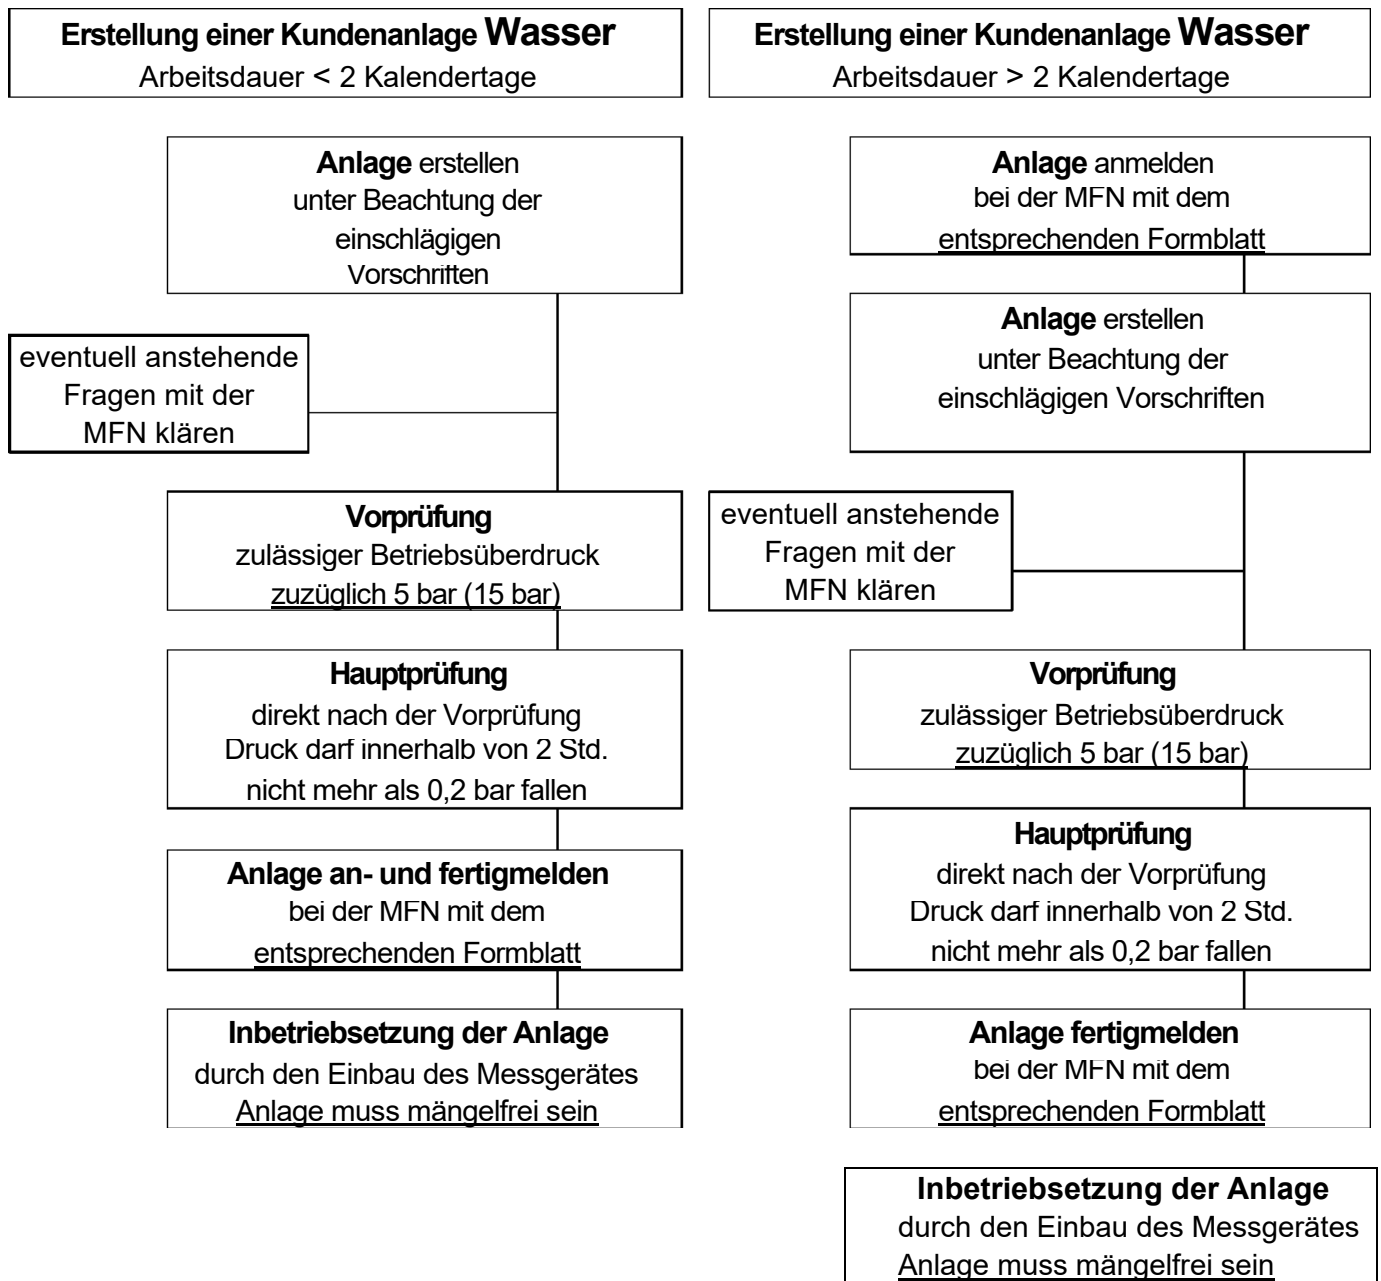 Erstellung einer Kundenanlage Wasser
Arbeitsdauer < 2 Kalendertage
Anlage erstellen
unter Beachtung der
einschlägigen
Vorschriften
eventuell anstehende
Fragen mit der
MFN klären
Vorprüfung
zulässiger Betriebsüberdruck
zuzüglich 5 bar (15 bar)
Hauptprüfung
direkt nach der Vorprüfung
Druck darf innerhalb von 2 Std.
nicht mehr als 0,2 bar fallen
Anlage an- und fertigmelden
bei der MFN mit dem
entsprechenden Formblatt
Inbetriebsetzung der Anlage
durch den Einbau des Messgerätes
Anlage muss mängelfrei sein
Erstellung einer Kundenanlage Wasser
Arbeitsdauer > 2 Kalendertage
Anlage anmelden
bei der MFN mit dem
entsprechenden Formblatt
Anlage erstellen
unter Beachtung der
einschlägigen Vorschriften
eventuell anstehende
Fragen mit der
MFN klären
Vorprüfung
zulässiger Betriebsüberdruck
zuzüglich 5 bar (15 bar)
Hauptprüfung
direkt nach der Vorprüfung
Druck darf innerhalb von 2 Std.
nicht mehr als 0,2 bar fallen
Anlage fertigmelden
bei der MFN mit dem
entsprechenden Formblatt
Inbetriebsetzung der Anlage
durch den Einbau des Messgerätes
Anlage muss mängelfrei sein